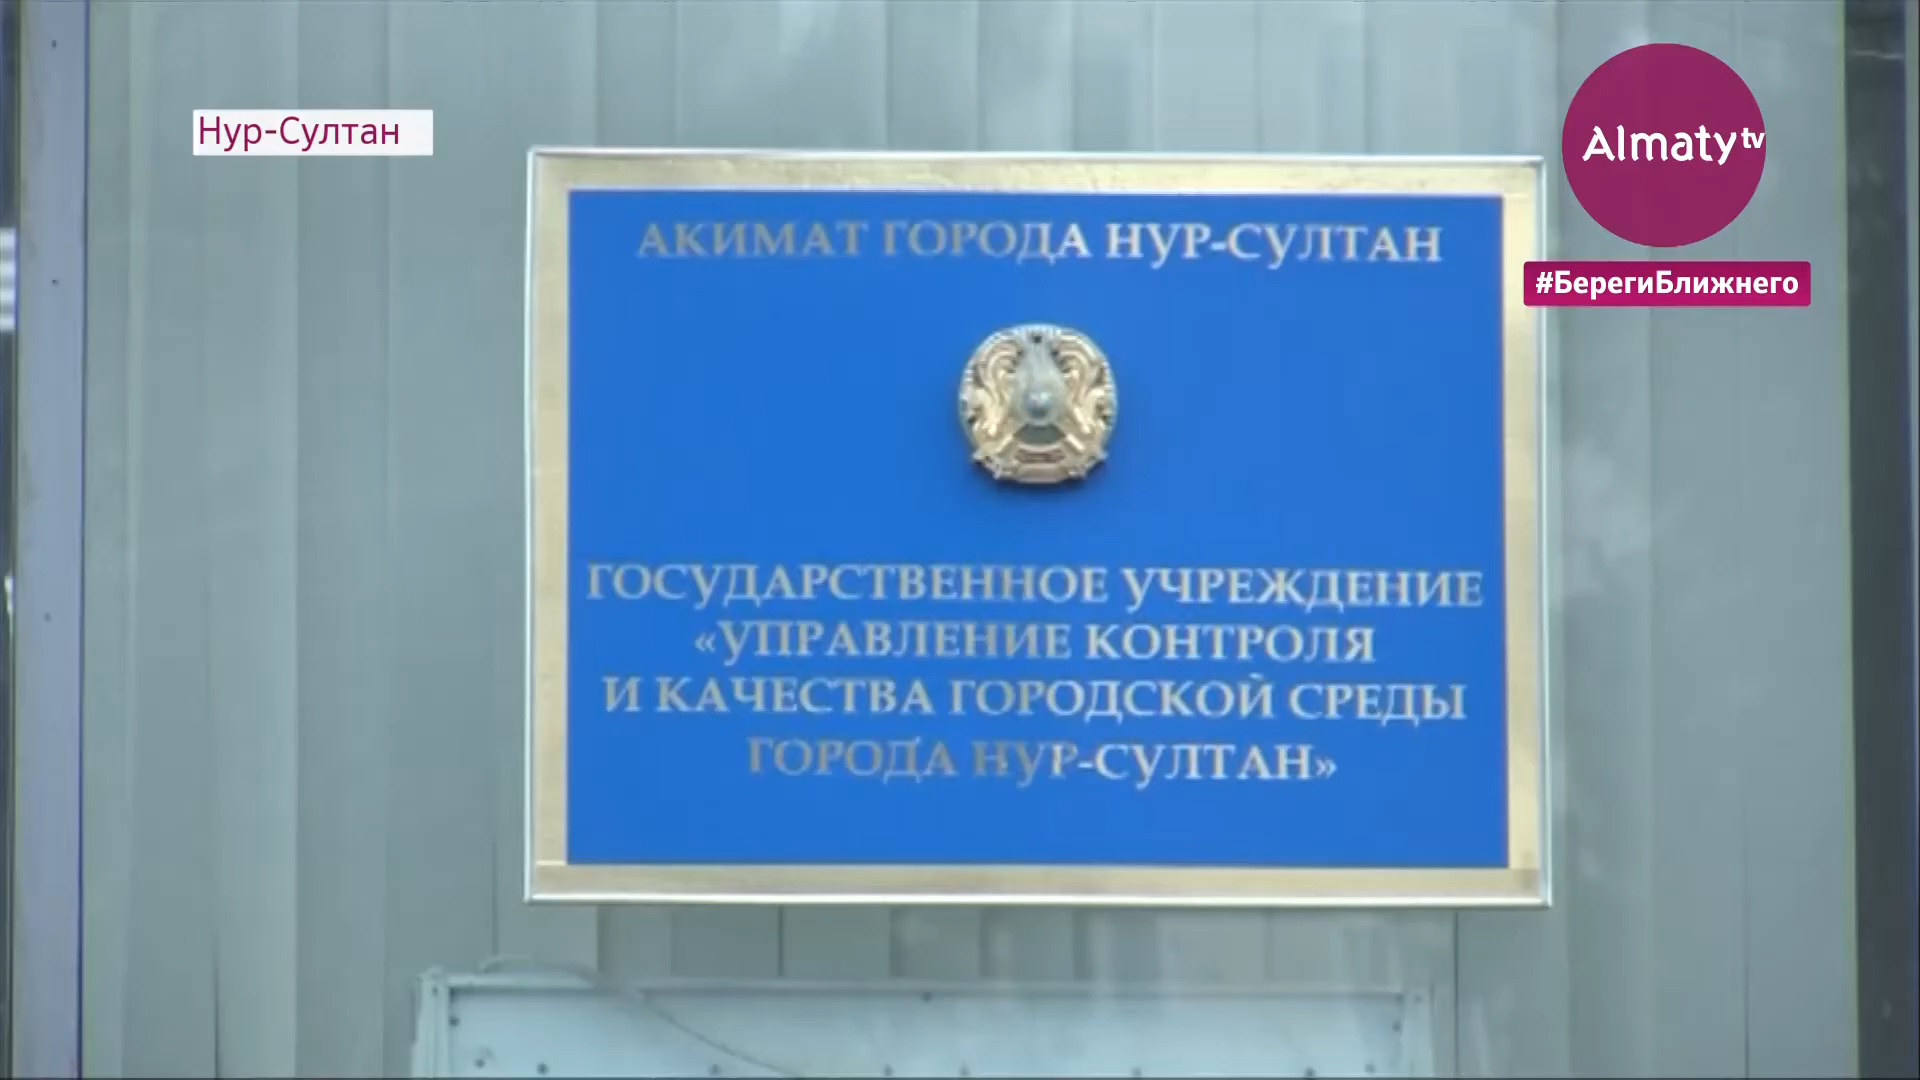 Нур-Султан
Almaty tv
#БерегиБлижнего
АКИМАТ ГОРОДА НУР-СУЛТАН
ГОСУДАРСТВЕННОЕ УЧРЕЖДЕНИЕ
«УПРАВЛЕНИЕ КОНТРОЛЯ
И КАЧЕСТВА ГОРОДСКОЙ СРЕДЫ
ГОРОДА НУР-СУЛТАН»